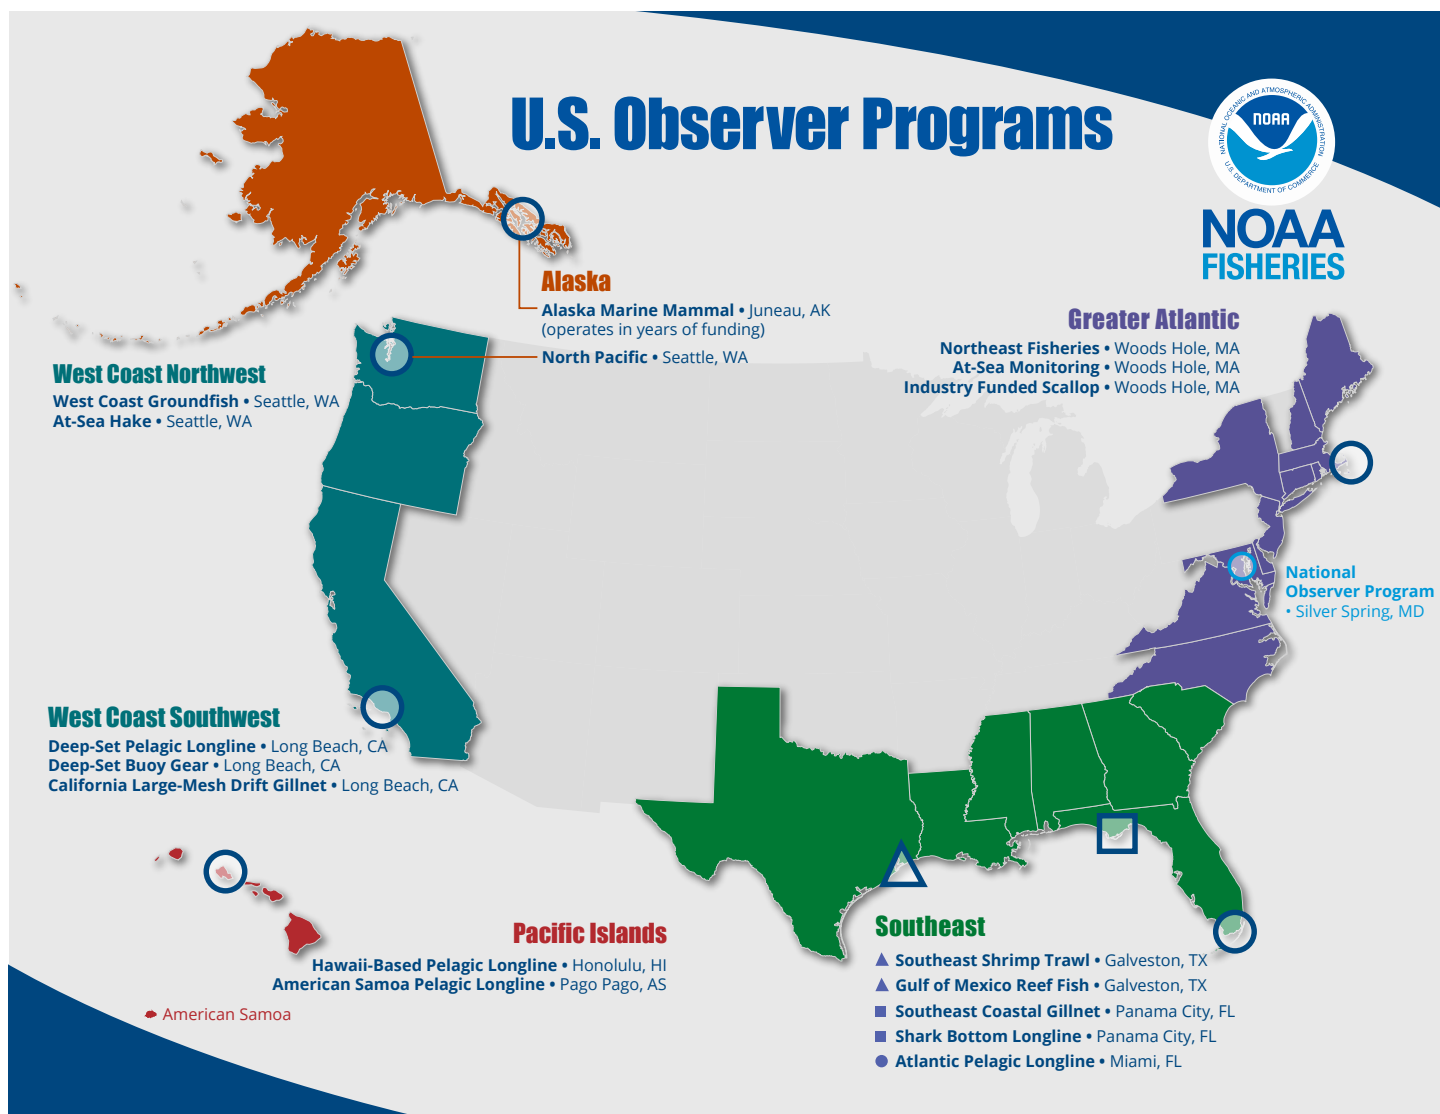 U.S. Observer Programs
NATIONAL OCEANIC AND ATMOSPHERIC ADMINISTRATION
NOAA
U.S. DEPARTMENT OF COMMERCE
NOAA
FISHERIES
Alaska
Alaska Marine Mammal • Juneau, AK
(operates in years of funding)
North Pacific • Seattle, WA
Greater Atlantic
Northeast Fisheries • Woods Hole, MA
At-Sea Monitoring • Woods Hole, MA
Industry Funded Scallop • Woods Hole, MA
West Coast Northwest
West Coast Groundfish • Seattle, WA
At-Sea Hake • Seattle, WA
National
Observer Program
• Silver Spring, MD
West Coast Southwest
Deep-Set Pelagic Longline • Long Beach, CA
Deep-Set Buoy Gear • Long Beach, CA
California Large-Mesh Drift Gillnet • Long Beach, CA
Pacific Islands
Hawaii-Based Pelagic Longline • Honolulu, HI
American Samoa Pelagic Longline • Pago Pago, AS
American Samoa
Southeast
Southeast Shrimp Trawl • Galveston, TX
Gulf of Mexico Reef Fish • Galveston, TX
Southeast Coastal Gillnet • Panama City, FL
Shark Bottom Longline • Panama City, FL
Atlantic Pelagic Longline • Miami, FL